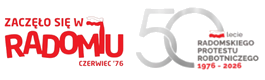 ZACZĘŁO SIĘ W
RADOMIU
CZERWIEC '76
50 lecie
RADOMSKIEGO
PROTESTU
ROBOTNICZEGO
1976 - 2026